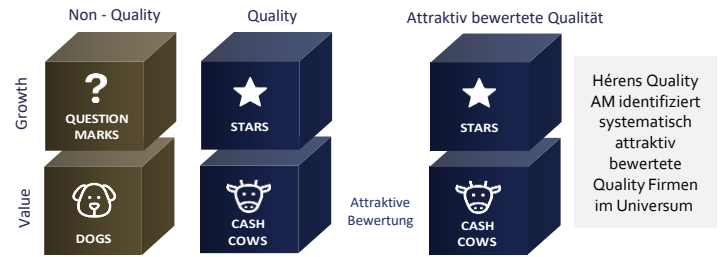 Non - Quality
Quality
Attraktiv bewertete Qualität
Growth
?
QUESTION
MARKS
STARS
STARS
Value
DOGS
CASH
COWS
Attraktive
Bewertung
CASH
COWS
Hérens Quality
AM identifiziert
systematisch
attraktiv
bewertete
Quality Firmen
im Universum